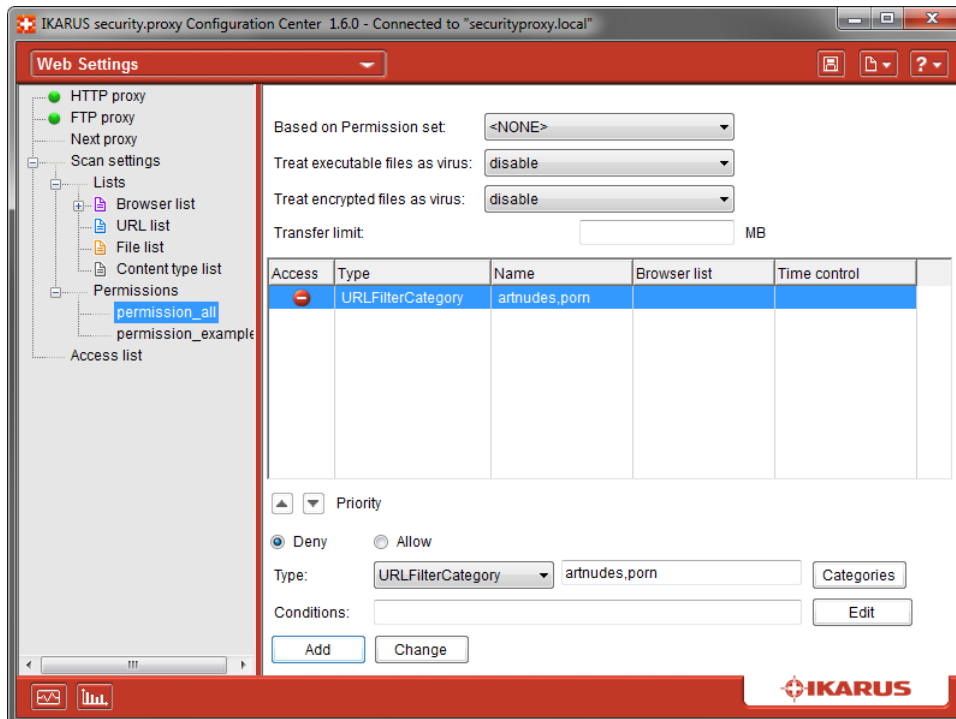 IKARUS security.proxy Configuration Center 1.6.0 - Connected to "securityproxy.local"
Web Settings
HTTP proxy
FTP proxy
Next proxy
Scan settings
Lists
Browser list
URL list
File list
Content type list
Permissions
permission_all
permission_example
Access list
Based on Permission set: <NONE>
Treat executable files as virus: disable
Treat encrypted files as virus: disable
Transfer limit: MB
Access Type Name Browser list Time control
URLFilterCategory artnudes,porn
Priority
Deny Allow
Type: URLFilterCategory artnudes,porn Categories
Conditions: Edit
Add Change
IKARUS